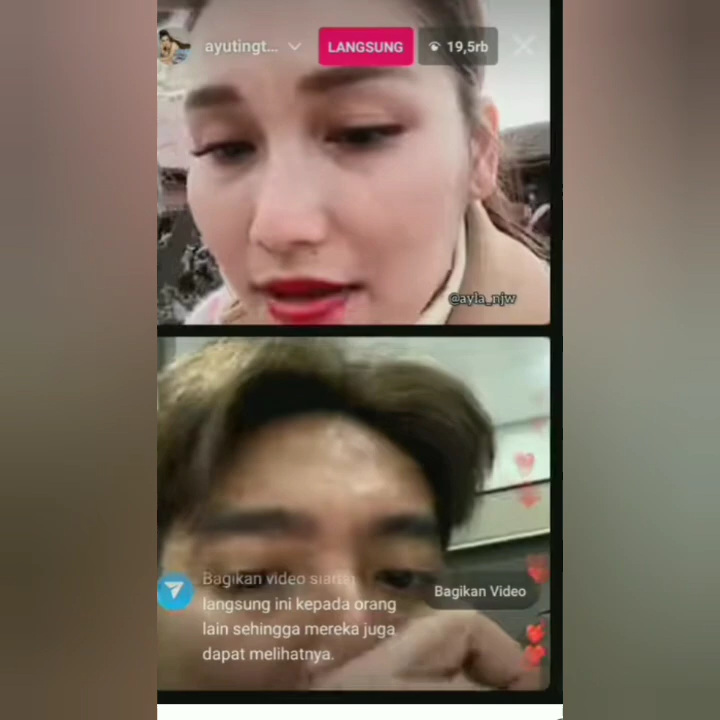 ayutingt... LANGSUNG 19,5rb
@ayla_njw
Bagikan video siaran
langsung ini kepada orang
lain sehingga mereka juga
dapat melihatnya.
Bagikan Video